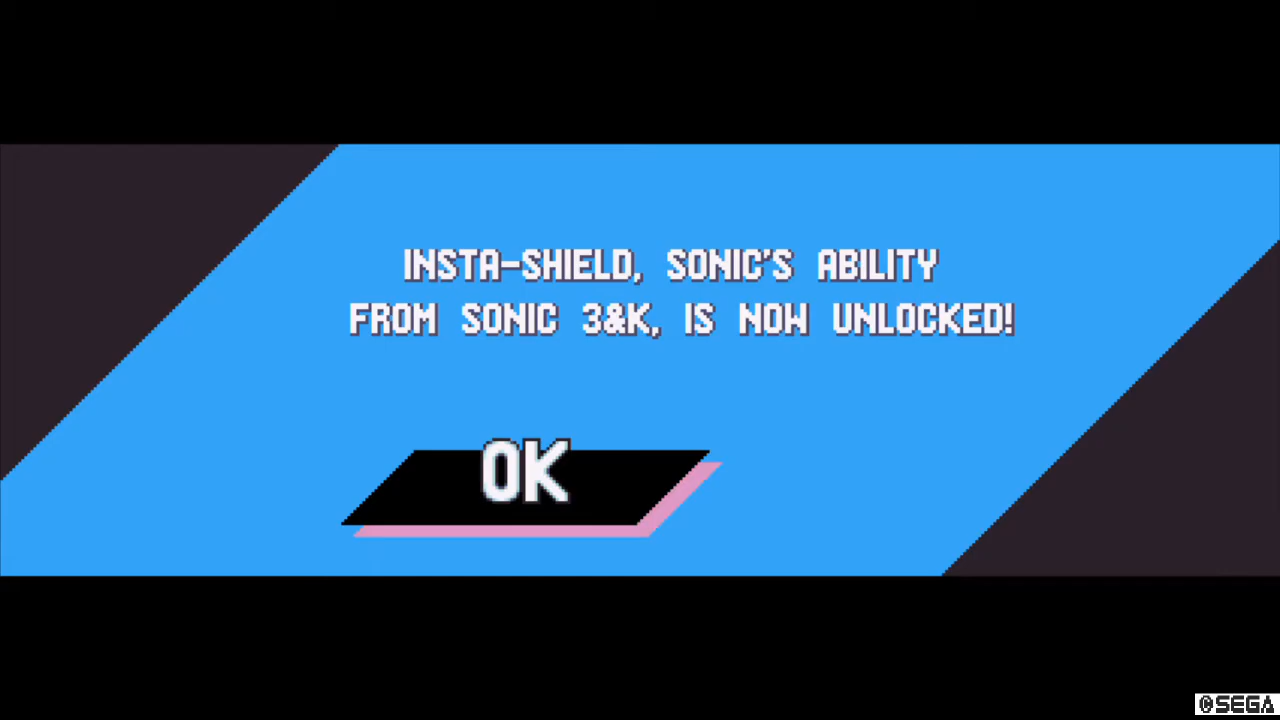 INSTA-SHIELD, SONIC'S ABILITY
FROM SONIC 3&K, IS NOW UNLOCKED!
OK
©SEGA